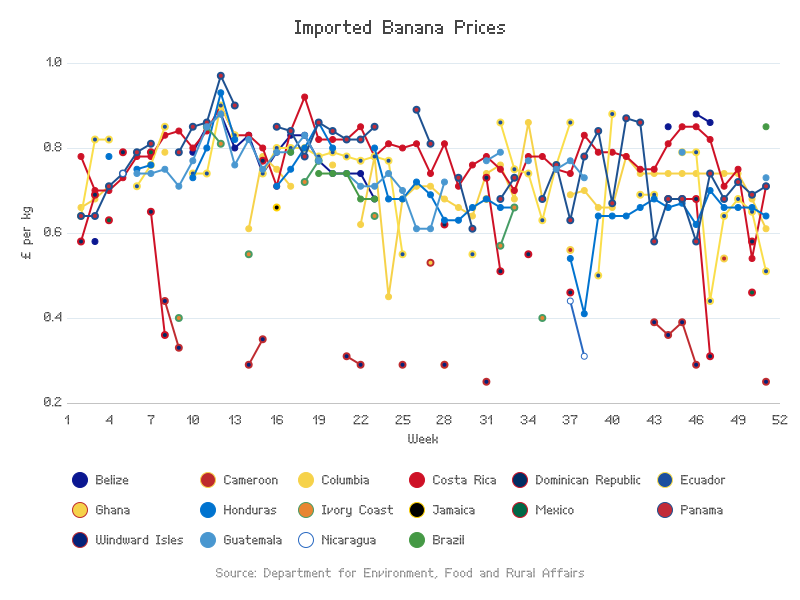 Imported Banana Prices
1.0
0.8
0.6
0.4
0.2
£ per kg
1 4 7 10 13 16 19 22 25 28 31 34 37 40 43 46 49 52
Week
Belize Cameroon Columbia Costa Rica Dominican Republic Ecuador
Ghana Honduras Ivory Coast Jamaica Mexico Panama
Windward Isles Guatemala Nicaragua Brazil
Source: Department for Environment, Food and Rural Affairs